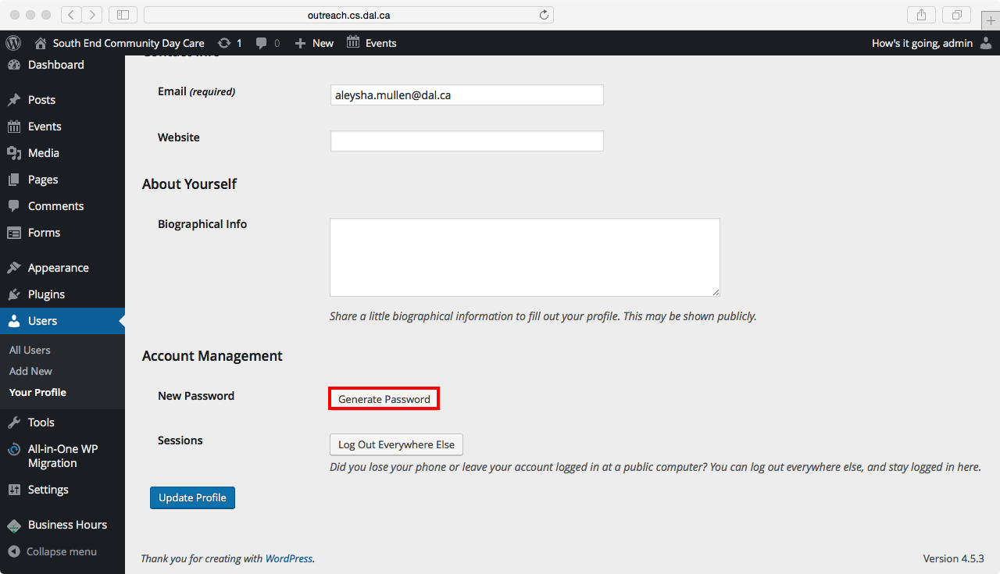 outreach.cs.dal.ca
South End Community Day Care 1 0 New Events How's it going, admin
Contact Info
Dashboard
Posts
Events
Media
Pages
Comments
Forms
Appearance
Plugins
Users
All Users
Add New
Your Profile
Tools
All-in-One WP
Migration
Settings
Business Hours
Collapse menu
Email (required) aleysha.mullen@dal.ca
Website
About Yourself
Biographical Info
Share a little biographical information to fill out your profile. This may be shown publicly.
Account Management
New Password Generate Password
Sessions Log Out Everywhere Else
Did you lose your phone or leave your account logged in at a public computer? You can log out everywhere else, and stay logged in here.
Update Profile
Thank you for creating with WordPress. Version 4.5.3